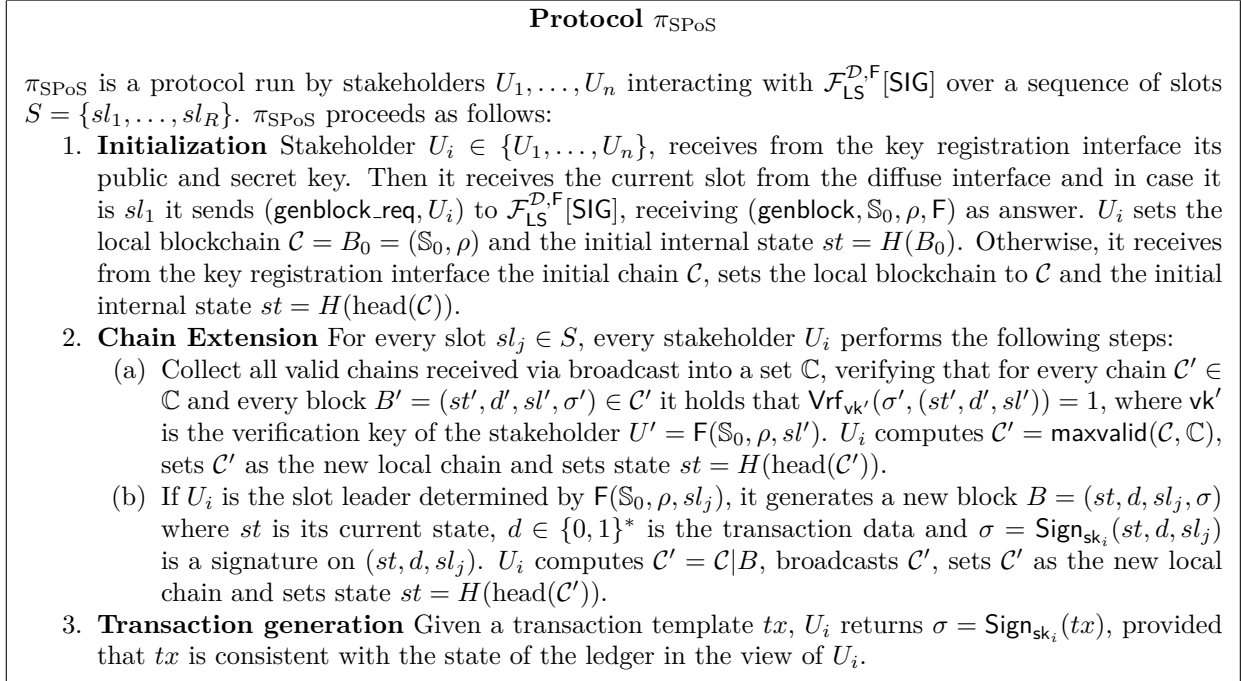 Protocol π_SPoS
π_SPoS is a protocol run by stakeholders U_1, . . . , U_n interacting with F_LS^{D,F}[SIG] over a sequence of slots
S = {sl_1, . . . , sl_R}. π_SPoS proceeds as follows:
1. Initialization Stakeholder U_i ∈ {U_1, . . . , U_n}, receives from the key registration interface its
public and secret key. Then it receives the current slot from the diffuse interface and in case it
is sl_1 it sends (genblock_req, U_i) to F_LS^{D,F}[SIG], receiving (genblock, 𝕊_0, ρ, F) as answer. U_i sets the
local blockchain C = B_0 = (𝕊_0, ρ) and the initial internal state st = H(B_0). Otherwise, it receives
from the key registration interface the initial chain C, sets the local blockchain to C and the initial
internal state st = H(head(C)).
2. Chain Extension For every slot sl_j ∈ S, every stakeholder U_i performs the following steps:
(a) Collect all valid chains received via broadcast into a set ℂ, verifying that for every chain C′ ∈
ℂ and every block B′ = (st′, d′, sl′, σ′) ∈ C′ it holds that Vrf_{vk′}(σ′, (st′, d′, sl′)) = 1, where vk′
is the verification key of the stakeholder U′ = F(𝕊_0, ρ, sl′). U_i computes C′ = maxvalid(C, ℂ),
sets C′ as the new local chain and sets state st = H(head(C′)).
(b) If U_i is the slot leader determined by F(𝕊_0, ρ, sl_j), it generates a new block B = (st, d, sl_j, σ)
where st is its current state, d ∈ {0, 1}* is the transaction data and σ = Sign_{sk_i}(st, d, sl_j)
is a signature on (st, d, sl_j). U_i computes C′ = C|B, broadcasts C′, sets C′ as the new local
chain and sets state st = H(head(C′)).
3. Transaction generation Given a transaction template tx, U_i returns σ = Sign_{sk_i}(tx), provided
that tx is consistent with the state of the ledger in the view of U_i.